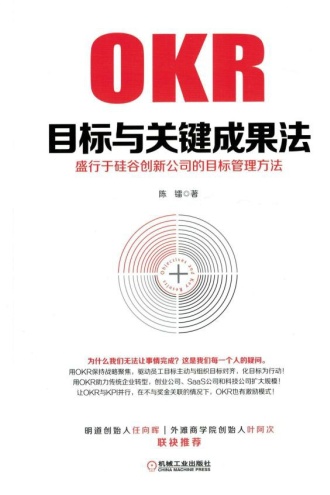 OKR
目标与关键成果法
盛行于硅谷创新公司的目标管理方法
陈 镭◎著
Objectives and Key Results
为什么我们无法让事情完成？这是我们每一个人的疑问。
用OKR保持战略聚焦，驱动员工目标主动与组织目标对齐，化目标为行动！
用OKR助力传统企业转型，创业公司、SaaS公司和科技公司扩大规模！
让OKR与KPI并行，在不与奖金关联的情况下，OKR也有激励模式！
明道创始人任向晖｜外滩商学院创始人叶阿次
联袂推荐
机械工业出版社
CHINA MACHINE PRESS